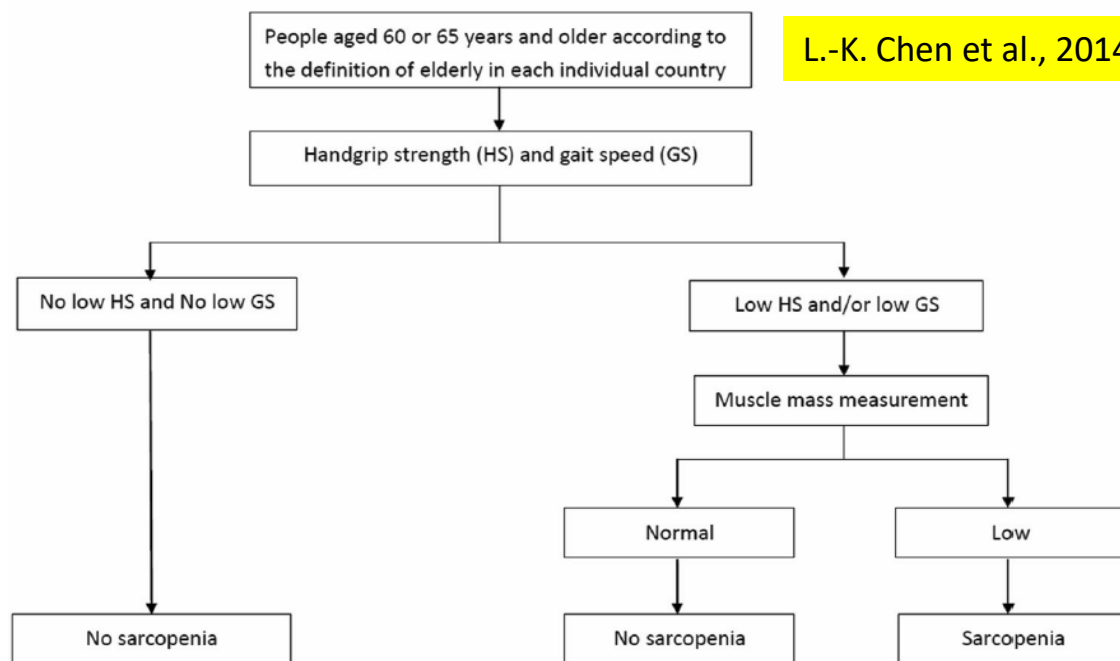 People aged 60 or 65 years and older according to
the definition of elderly in each individual country
L.-K. Chen et al., 2014
Handgrip strength (HS) and gait speed (GS)
No low HS and No low GS
Low HS and/or low GS
Muscle mass measurement
Normal
Low
No sarcopenia
No sarcopenia
Sarcopenia